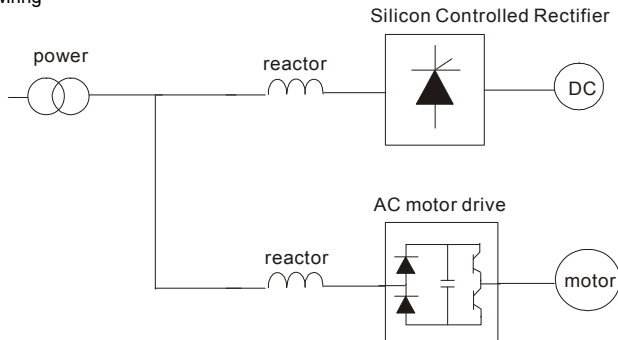 wiring
Silicon Controlled Rectifier
power
reactor
DC
AC motor drive
reactor
motor